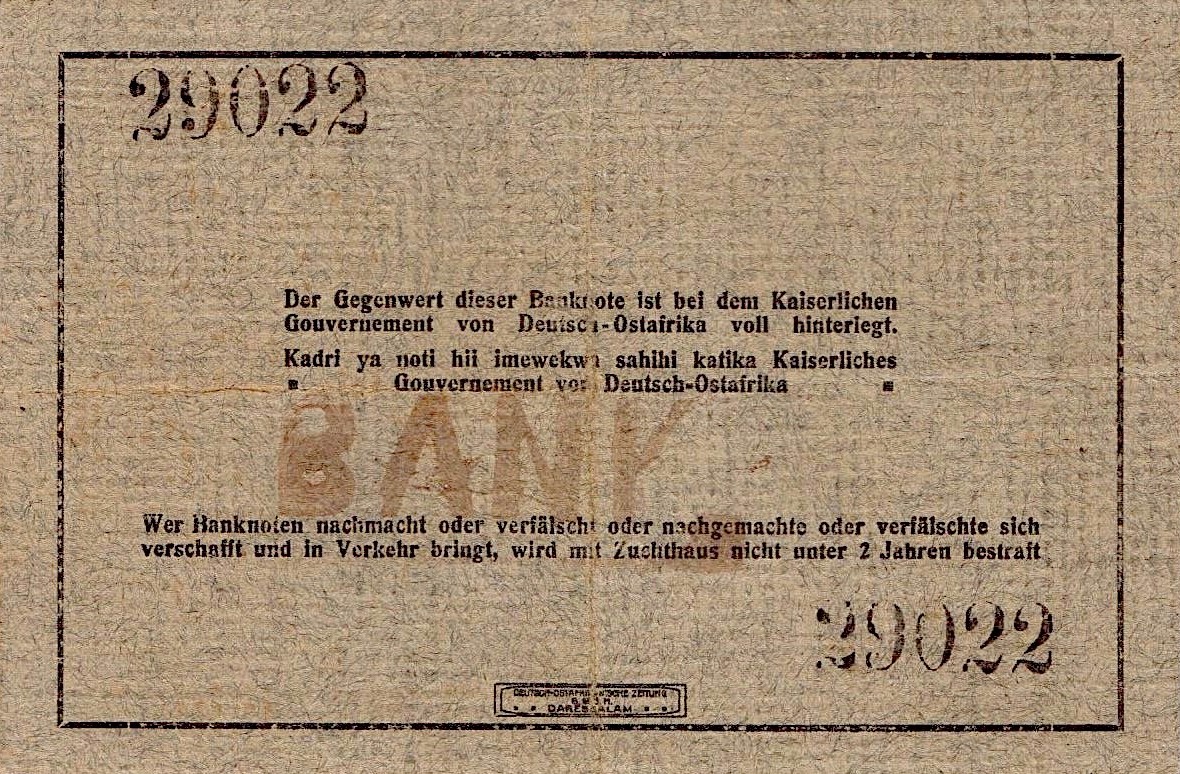 29022
Der Gegenwert dieser Banknote ist bei dem Kaiserlichen
Gouvernement von Deutsch-Ostafrika voll hinterlegt.
Kadri ya noti hii imewekwa sahihi katika Kaiserliches
Gouvernement von Deutsch-Ostafrika
BANK
Wer Banknoten nachmacht oder verfälscht oder nachgemachte oder verfälschte sich
verschafft und in Verkehr bringt, wird mit Zuchthaus nicht unter 2 Jahren bestraft
29022
DEUTSCH-OSTAFRIKANISCHE ZEITUNG
G.M.B.H.
DARESSALAM